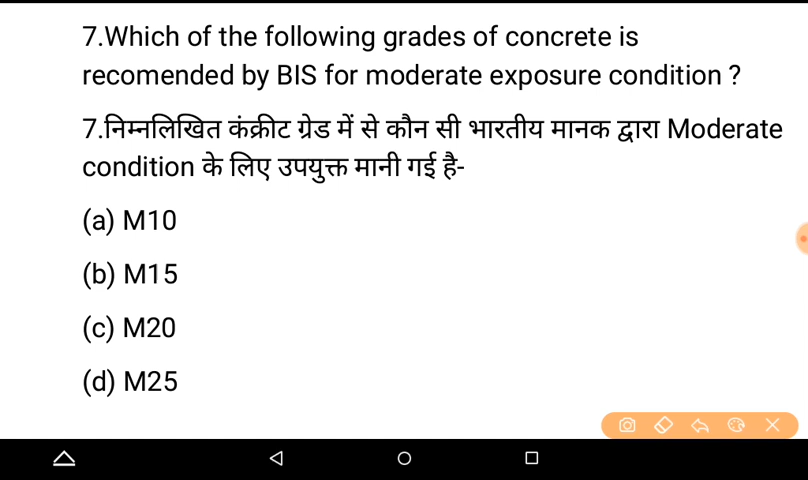 7.Which of the following grades of concrete is
recomended by BIS for moderate exposure condition ?
7.निम्नलिखित कंक्रीट ग्रेड में से कौन सी भारतीय मानक द्वारा Moderate
condition के लिए उपयुक्त मानी गई है-
(a) M10
(b) M15
(c) M20
(d) M25